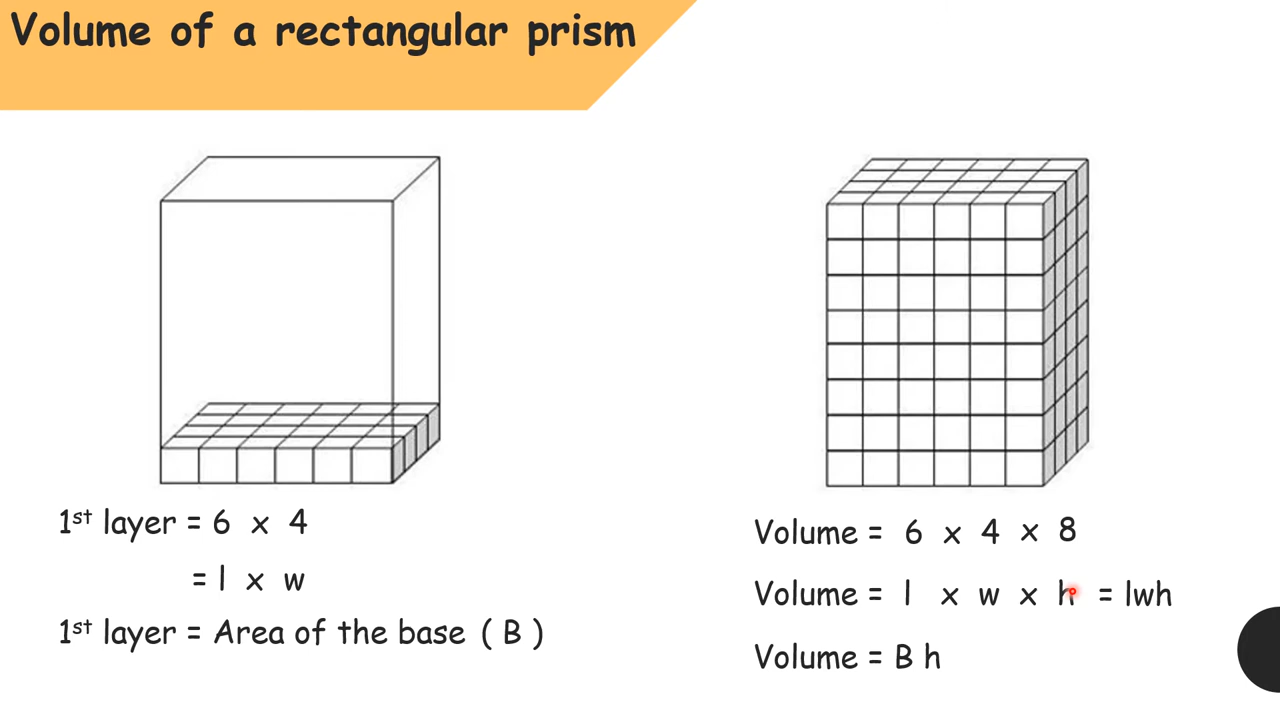 Volume of a rectangular prism
1st layer = 6 x 4
= l x w
1st layer = Area of the base ( B )
Volume = 6 x 4 x 8
Volume = l x w x h = lwh
Volume = B h